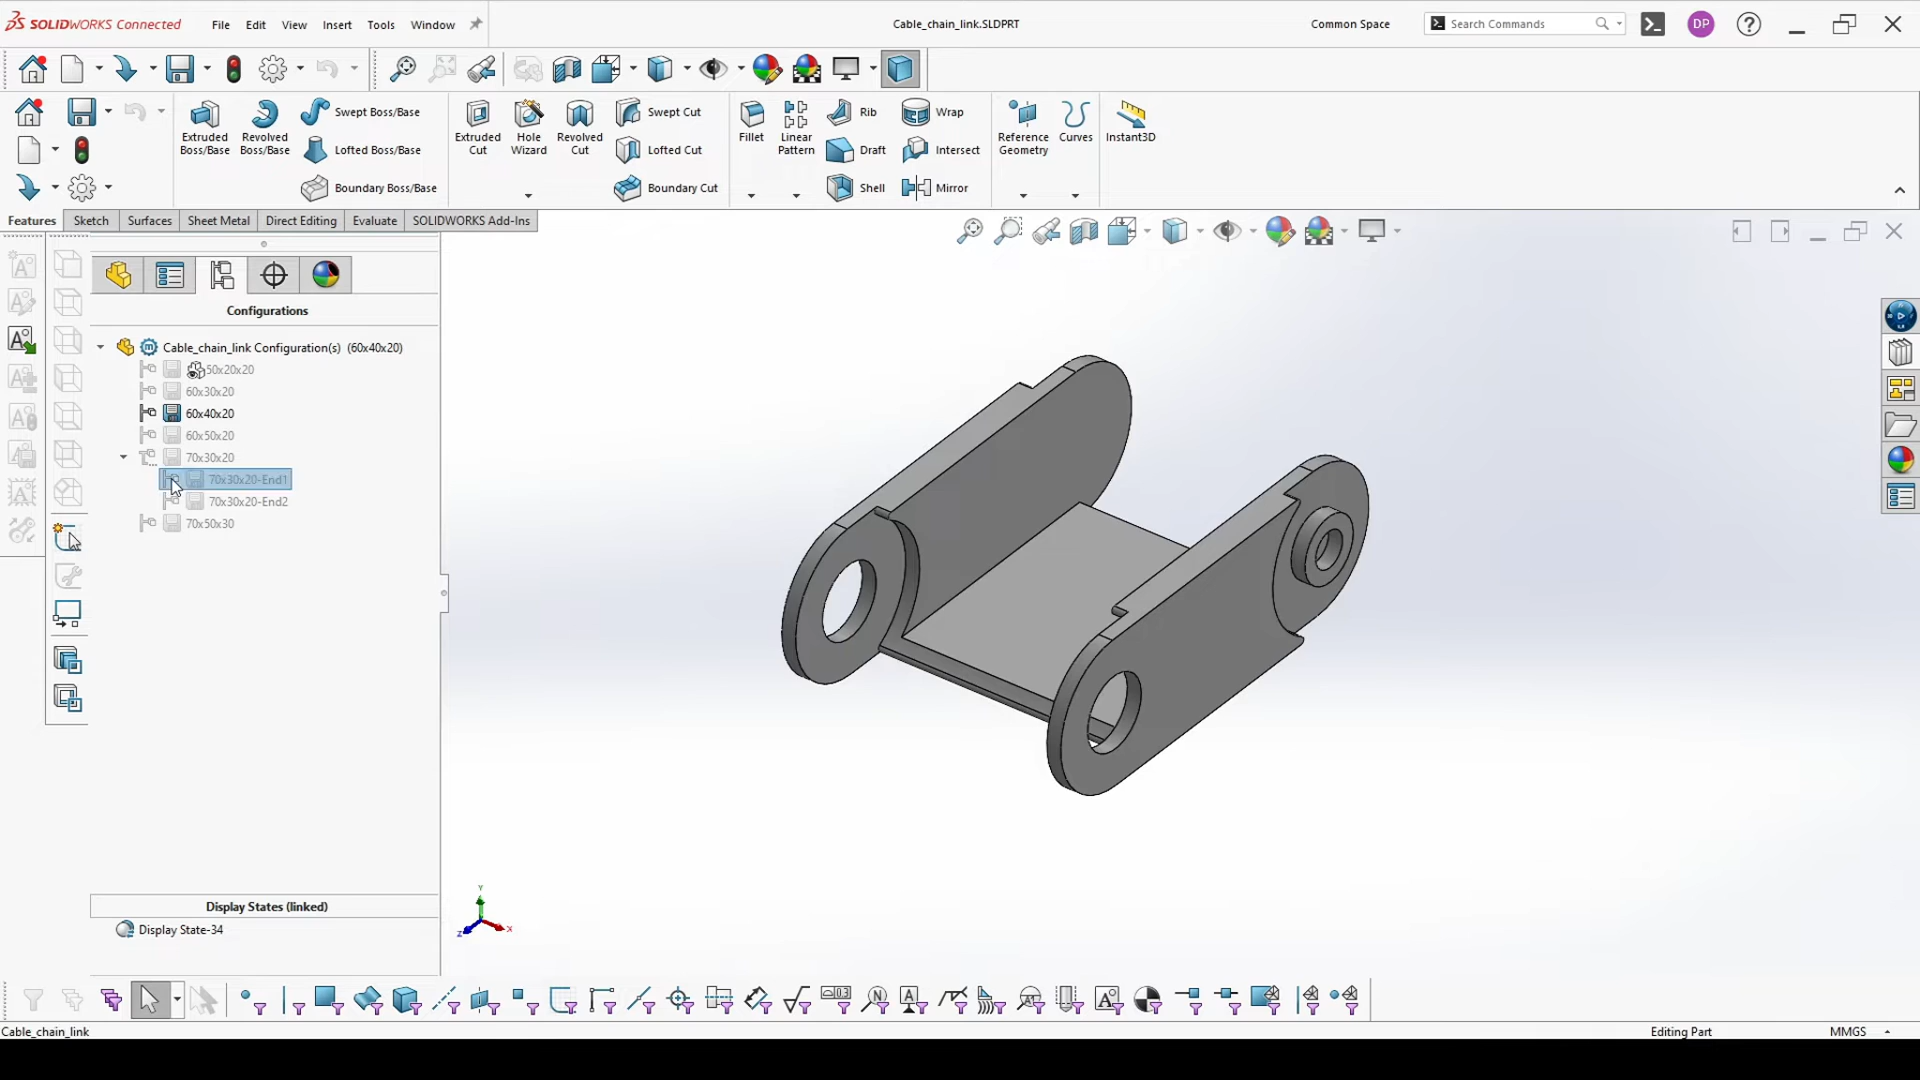 SOLIDWORKS Connected
File Edit View Insert Tools Window
Cable_chain_link.SLDPRT
Common Space
Search Commands
DP
Extruded Boss/Base
Revolved Boss/Base
Swept Boss/Base
Lofted Boss/Base
Boundary Boss/Base
Extruded Cut
Hole Wizard
Revolved Cut
Swept Cut
Lofted Cut
Boundary Cut
Fillet
Linear Pattern
Rib
Draft
Shell
Wrap
Intersect
Mirror
Reference Geometry
Curves
Instant3D
Features Sketch Surfaces Sheet Metal Direct Editing Evaluate SOLIDWORKS Add-Ins
Configurations
Cable_chain_link Configuration(s) (60x40x20)
50x20x20
60x30x20
60x40x20
60x50x20
70x30x20
70x30x20-End1
70x30x20-End2
70x50x30
Display States (linked)
Display State-34
Y
Z
X
Cable_chain_link
Editing Part
MMGS